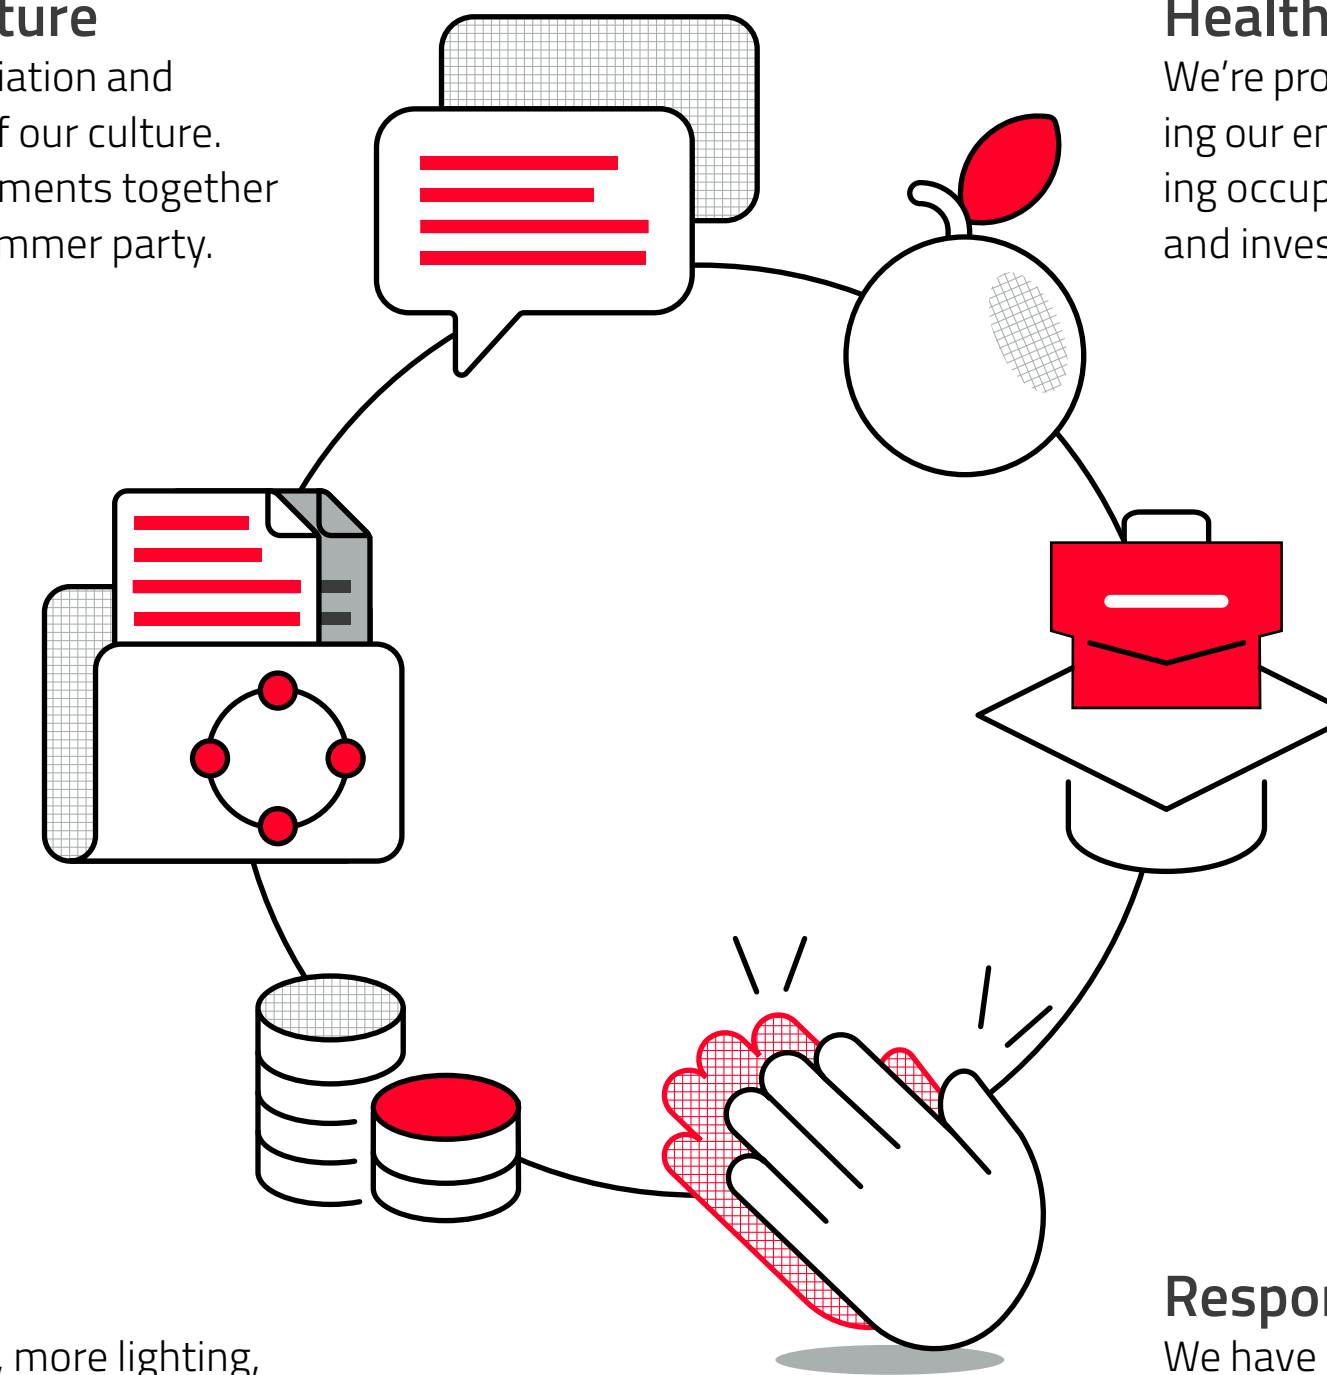 ture
iation and
f our culture.
ments together
mmer party.
Health
We’re pro
ing our en
ing occup
and inves
, more lighting,
Respon
We have